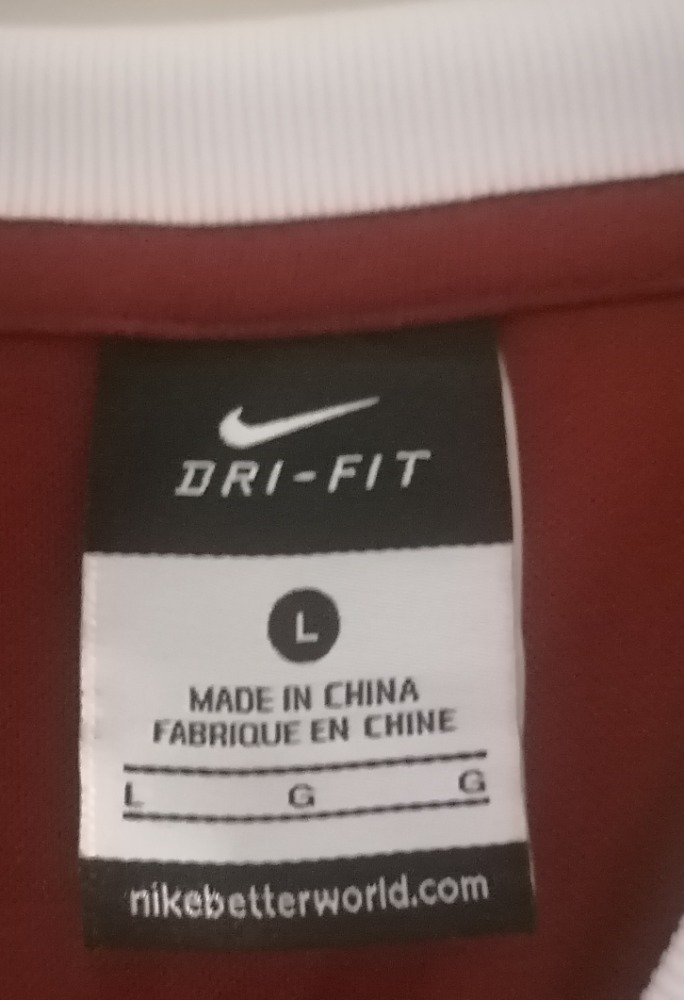 DRI-FIT
L
MADE IN CHINA
FABRIQUE EN CHINE
L G G
nikebetterworld.com